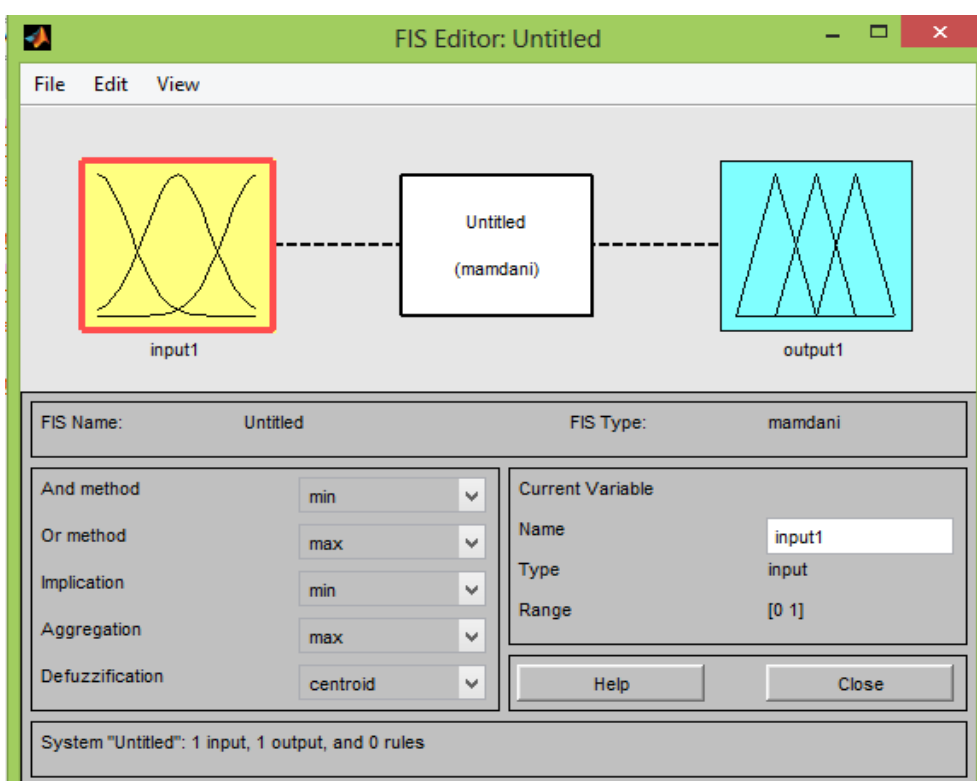 FIS Editor: Untitled
File Edit View
Untitled
(mamdani)
input1
output1
FIS Name: Untitled FIS Type: mamdani
And method min
Or method max
Implication min
Aggregation max
Defuzzification centroid
Current Variable
Name input1
Type input
Range [0 1]
Help Close
System "Untitled": 1 input, 1 output, and 0 rules